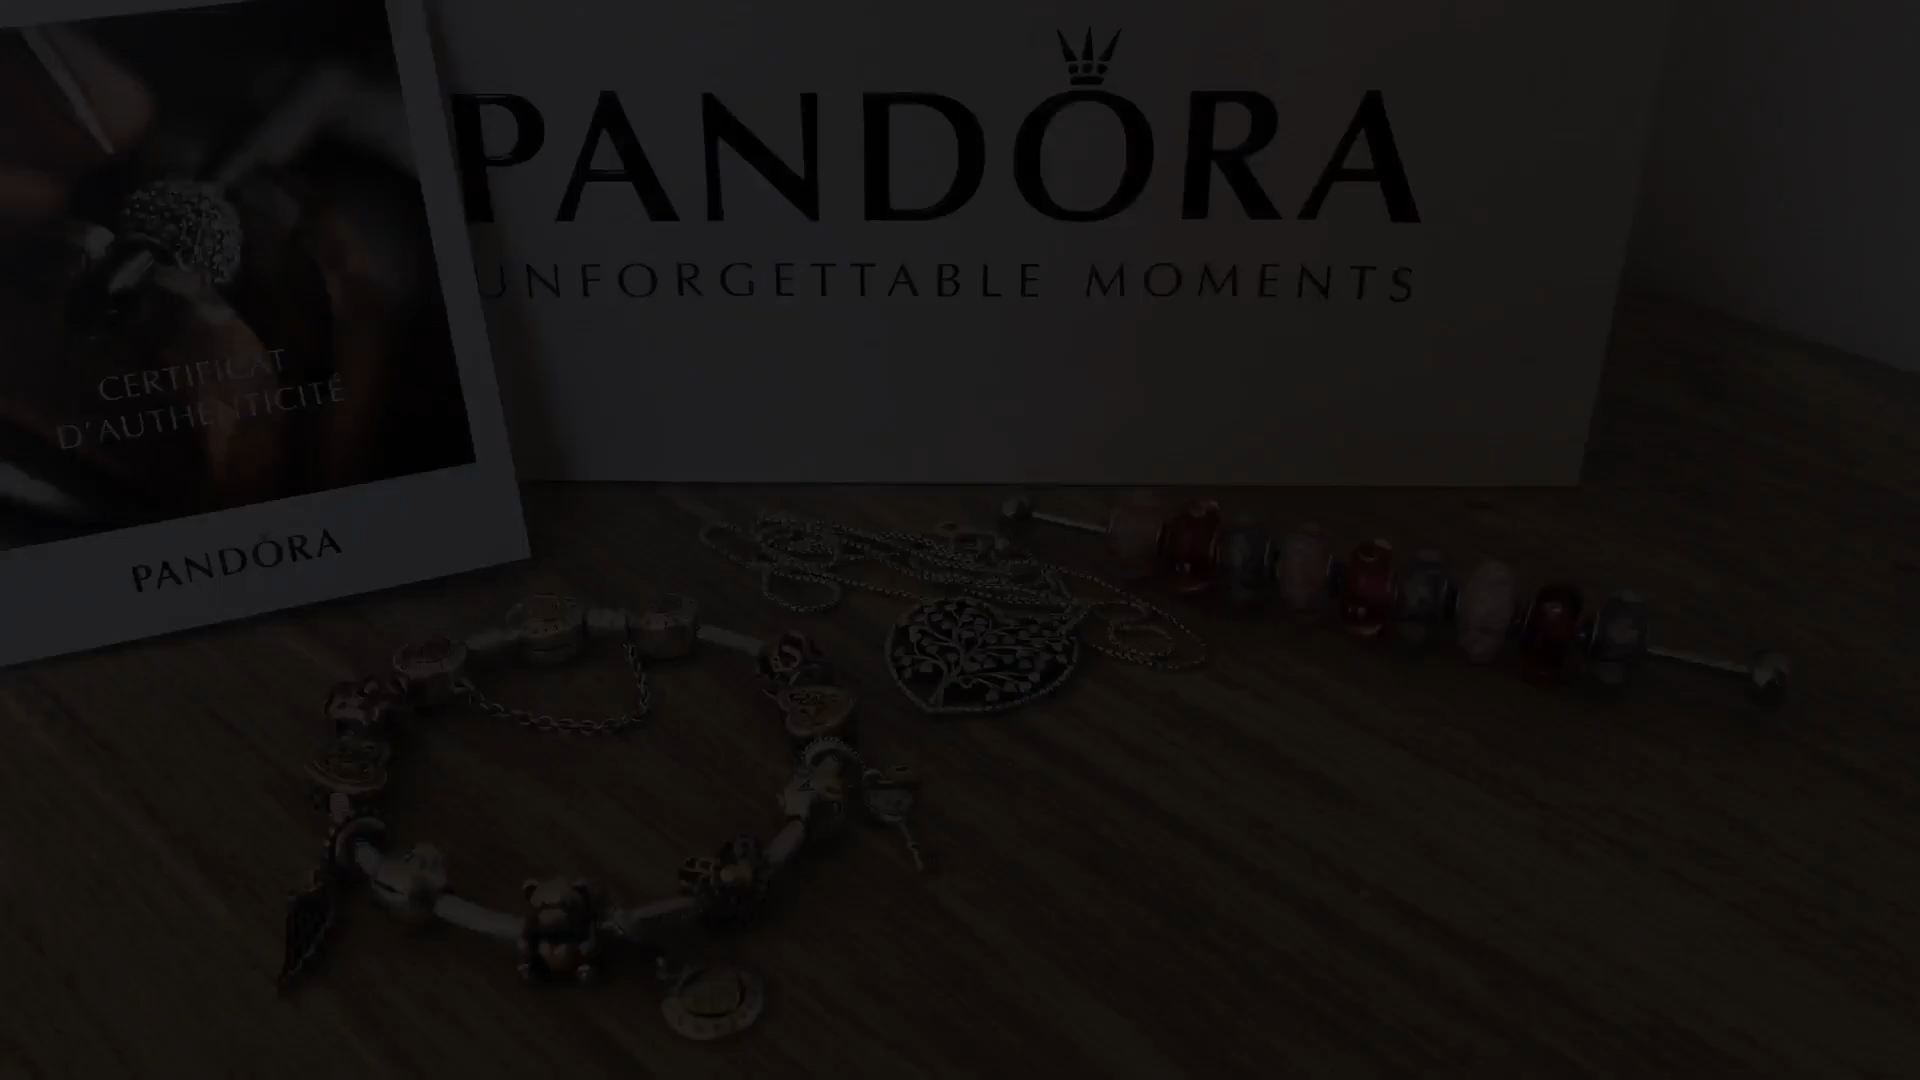 PANDORA
UNFORGETTABLE MOMENTS
CERTIFICAT
D'AUTHENTICITÉ
PANDORA